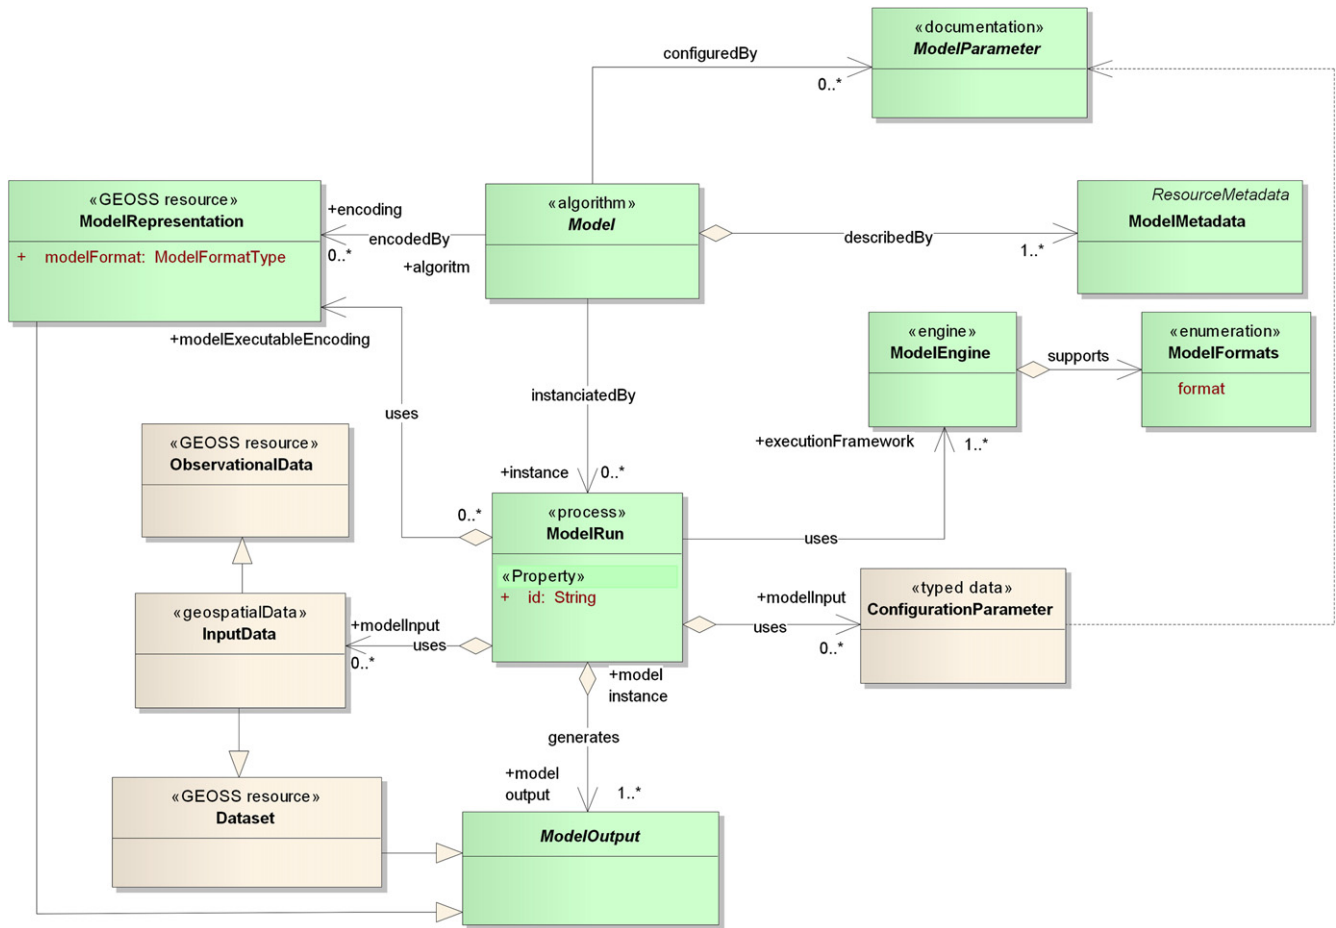 «documentation»
ModelParameter
configuredBy
0..*
«GEOSS resource»
ModelRepresentation
+ modelFormat: ModelFormatType
+encoding
encodedBy
0..*
+algoritm
«algorithm»
Model
describedBy
1..*
ResourceMetadata
ModelMetadata
+modelExecutableEncoding
uses
0..*
instanciatedBy
+instance
0..*
«engine»
ModelEngine
supports
«enumeration»
ModelFormats
format
+executionFramework
1..*
uses
«GEOSS resource»
ObservationalData
«process»
ModelRun
«Property»
+ id: String
«geospatialData»
InputData
+modelInput
uses
0..*
+modelInput
uses
0..*
«typed data»
ConfigurationParameter
+model
instance
generates
+model
output
1..*
«GEOSS resource»
Dataset
ModelOutput